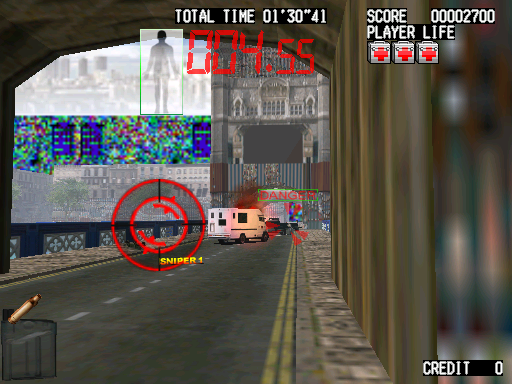 TOTAL TIME 01'30"41
SCORE 00002700
PLAYER LIFE
004.55
DANGER
SNIPER 1
CREDIT 0